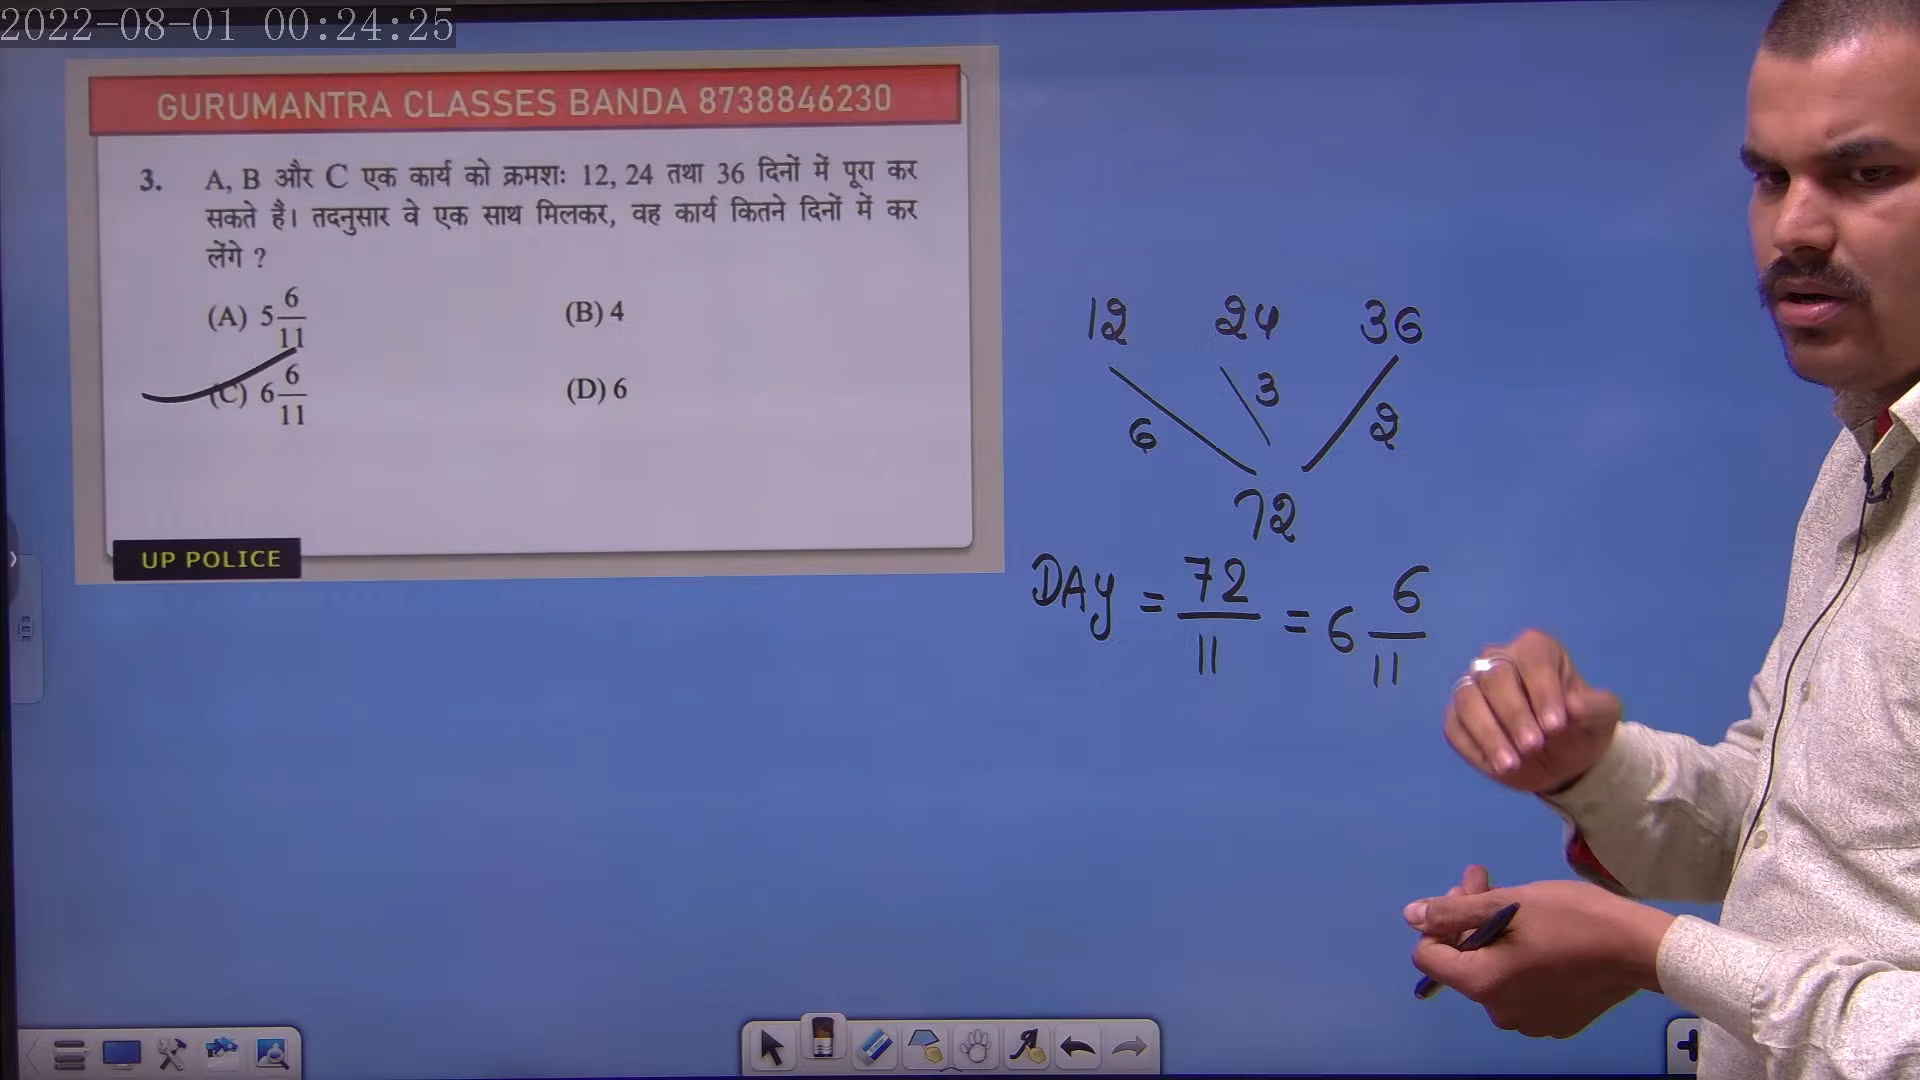 2022-08-01 00:24:25
GURUMANTRA CLASSES BANDA 8738846230
3. A, B और C एक कार्य को क्रमशः 12, 24 तथा 36 दिनों में पूरा कर
सकते है। तदनुसार वे एक साथ मिलकर, वह कार्य कितने दिनों में कर
लेंगे ?
(A) 5 6/11 (B) 4
(C) 6 6/11 (D) 6
UP POLICE
12 24 36
6 3 2
72
DAY = 72/11 = 6 6/11